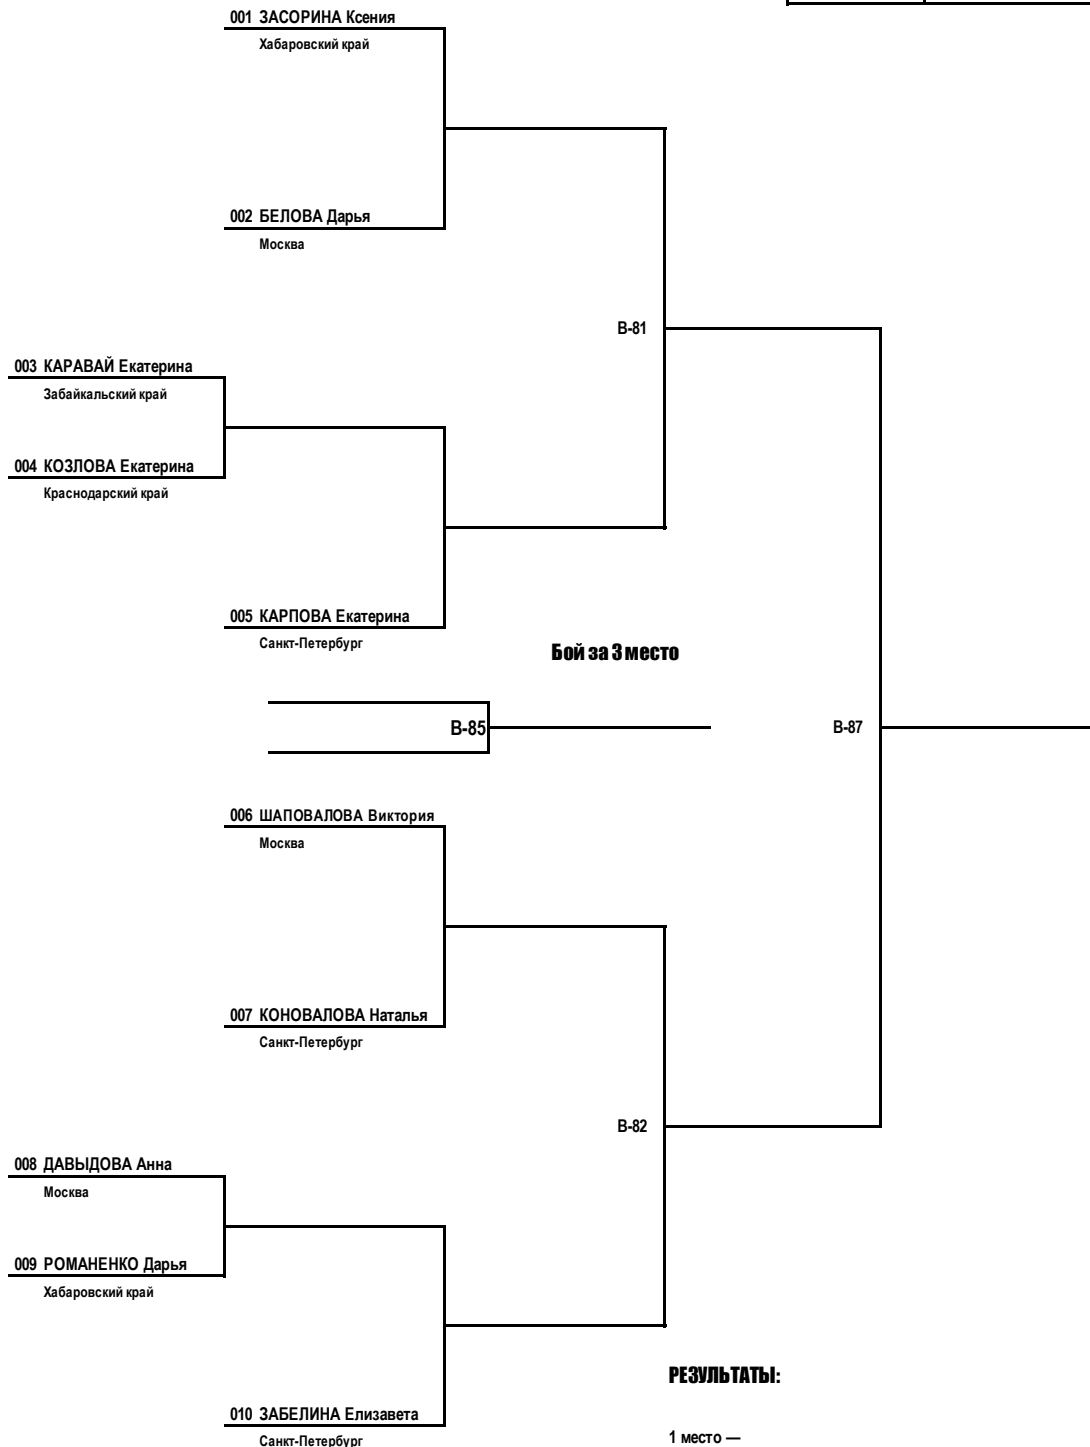 001 ЗАСОРИНА Ксения
Хабаровский край
002 БЕЛОВА Дарья
Москва
В-81
003 КАРАВАЙ Екатерина
Забайкальский край
004 КОЗЛОВА Екатерина
Краснодарский край
005 КАРПОВА Екатерина
Санкт-Петербург
Бой за 3 место
В-85
В-87
006 ШАПОВАЛОВА Виктория
Москва
007 КОНОВАЛОВА Наталья
Санкт-Петербург
В-82
008 ДАВЫДОВА Анна
Москва
009 РОМАНЕНКО Дарья
Хабаровский край
РЕЗУЛЬТАТЫ:
010 ЗАБЕЛИНА Елизавета
Санкт-Петербург
1 место —